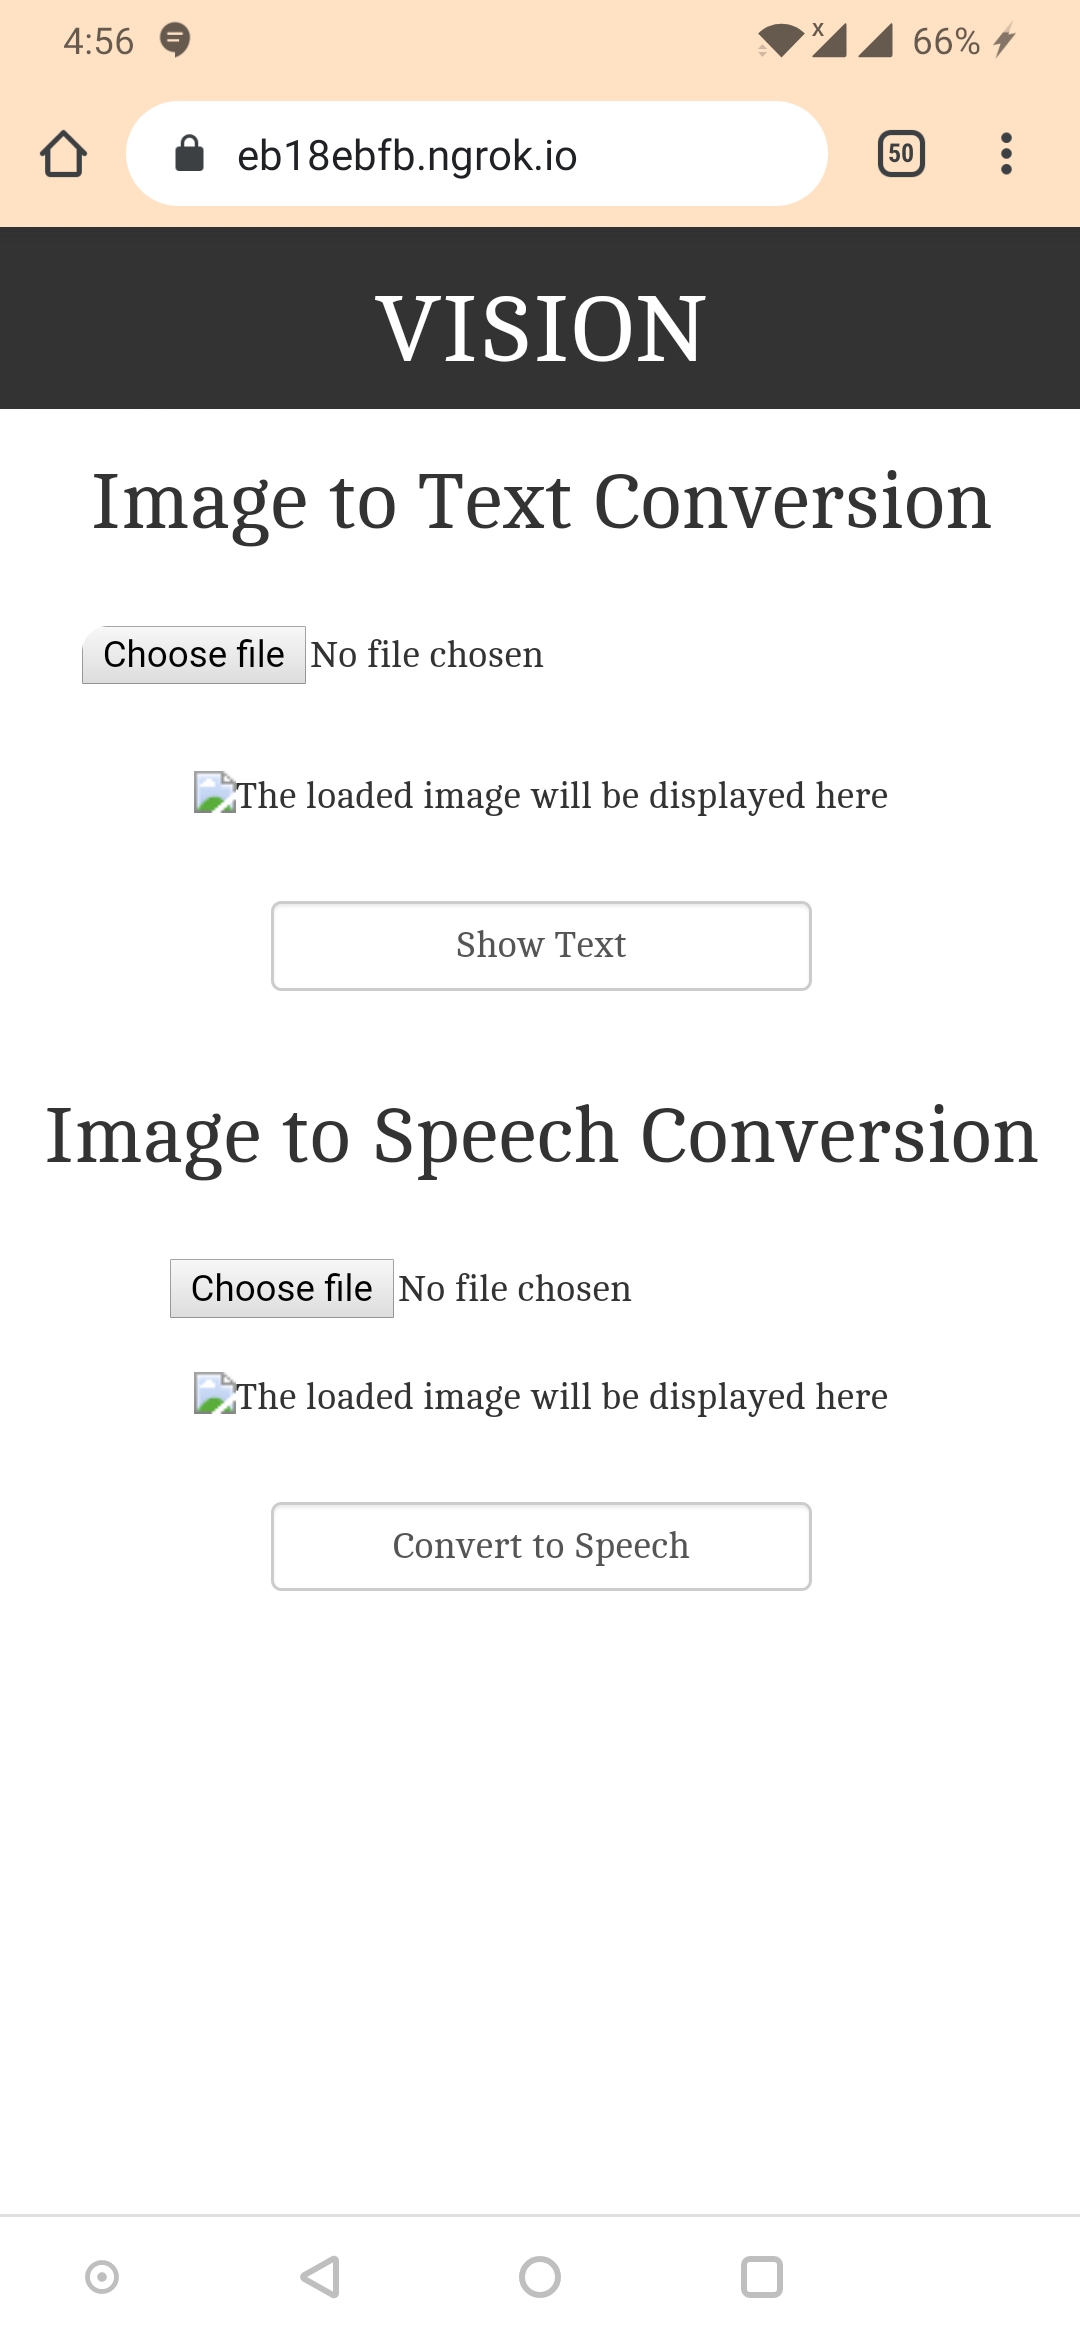 4:56
x
66%
eb18ebfb.ngrok.io
50
VISION
Image to Text Conversion
Choose file No file chosen
The loaded image will be displayed here
Show Text
Image to Speech Conversion
Choose file No file chosen
The loaded image will be displayed here
Convert to Speech